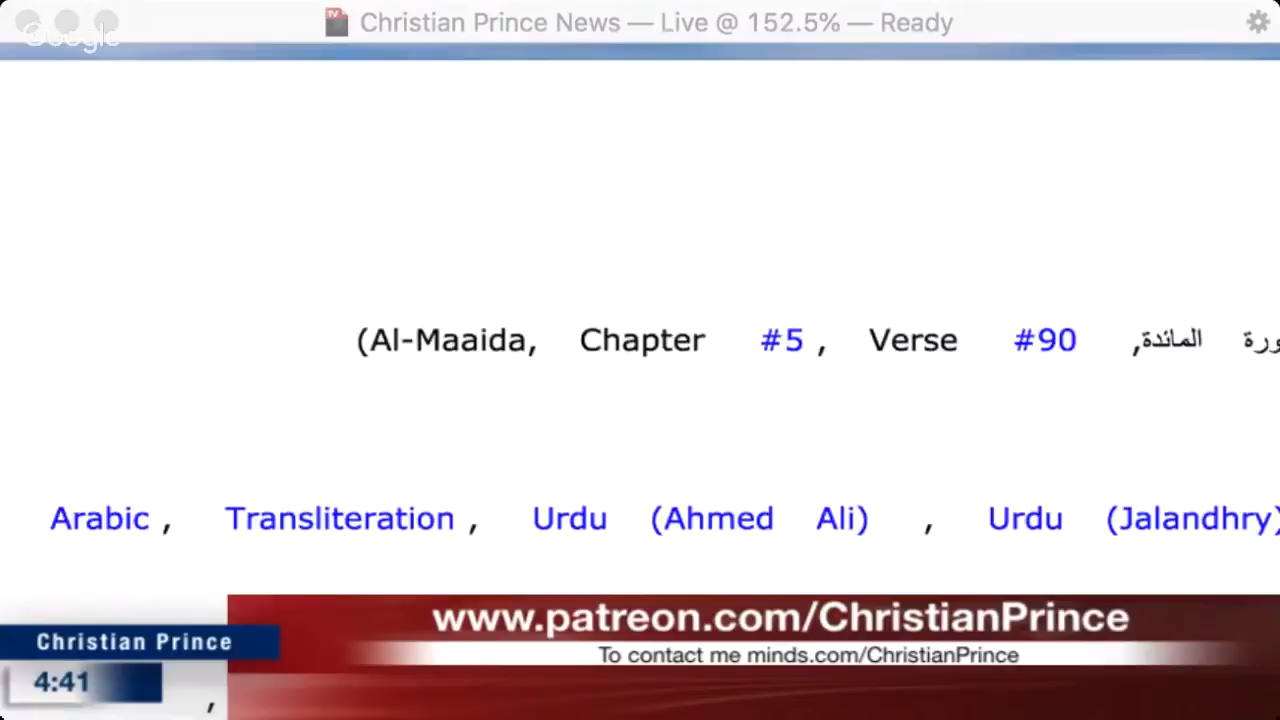 Christian Prince News — Live @ 152.5% — Ready
Google
(Al-Maaida, Chapter #5 , Verse #90 ,المائدة
Arabic , Transliteration , Urdu (Ahmed Ali) , Urdu (Jalandhry)
www.patreon.com/ChristianPrince
Christian Prince
To contact me minds.com/ChristianPrince
4:41
,